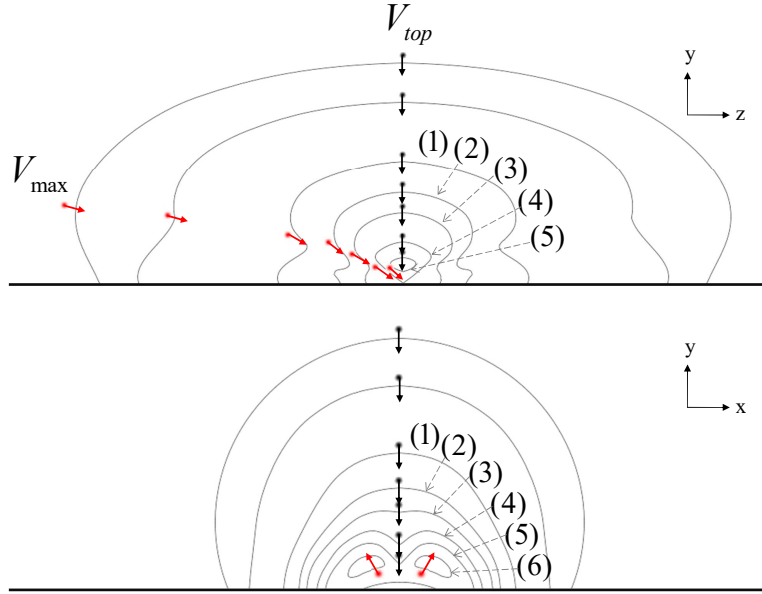 V_top
y
z
V_max
(1) (2)
(3)
(4)
(5)
y
x
(1) (2)
(3)
(4)
(5)
(6)